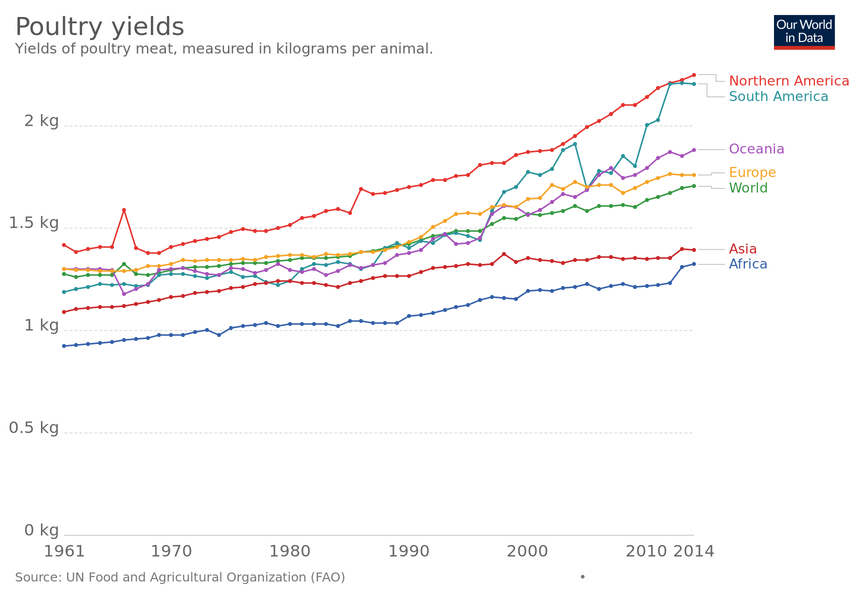 Poultry yields
Yields of poultry meat, measured in kilograms per animal.
Our World
in Data
Northern America
South America
2 kg
Oceania
Europe
World
1.5 kg
Asia
Africa
1 kg
0.5 kg
0 kg
1961 1970 1980 1990 2000 2010 2014
Source: UN Food and Agricultural Organization (FAO)